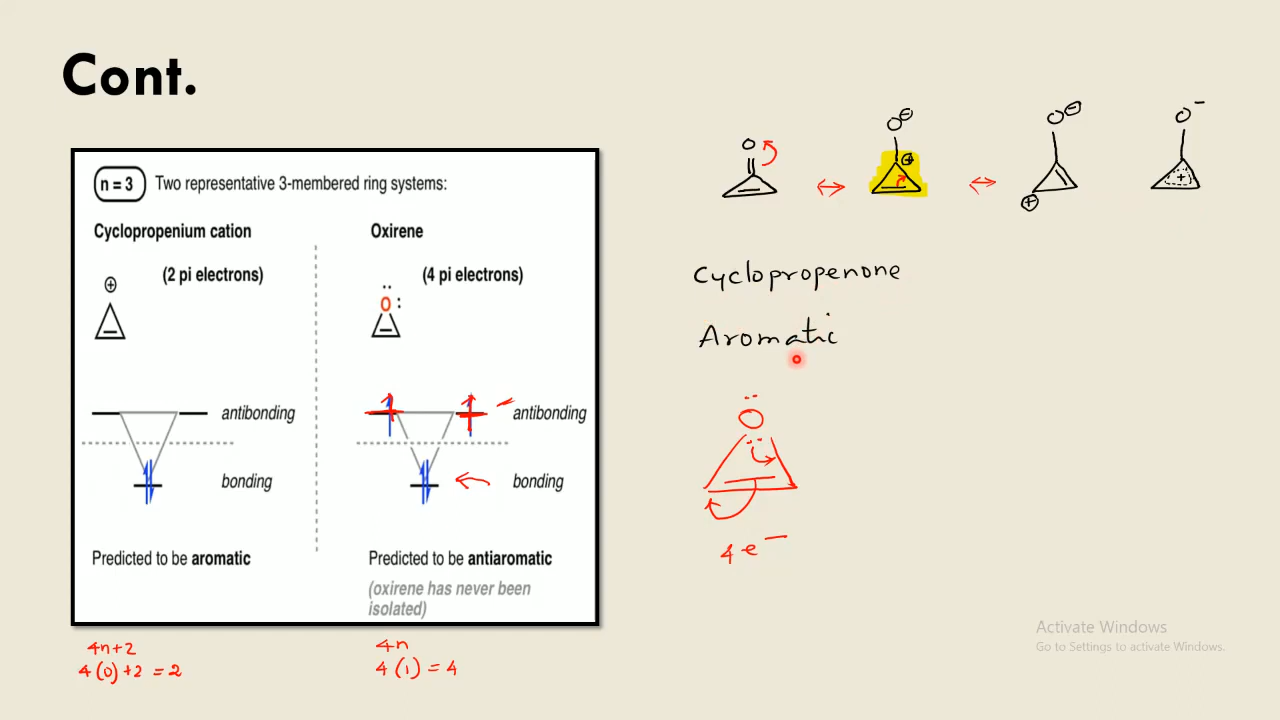 Cont.
n = 3 Two representative 3-membered ring systems:
Cyclopropenium cation
(2 pi electrons)
⊕
antibonding
bonding
Predicted to be aromatic
Oxirene
(4 pi electrons)
O
antibonding
bonding
Predicted to be antiaromatic
(oxirene has never been
isolated)
4n+2
4(0)+2 = 2
4n
4(1) = 4
O O⊖ O⊖ O⁻
⊕ ⊕ +
Cyclopropenone
Aromatic
O
4e⁻
Activate Windows
Go to Settings to activate Windows.